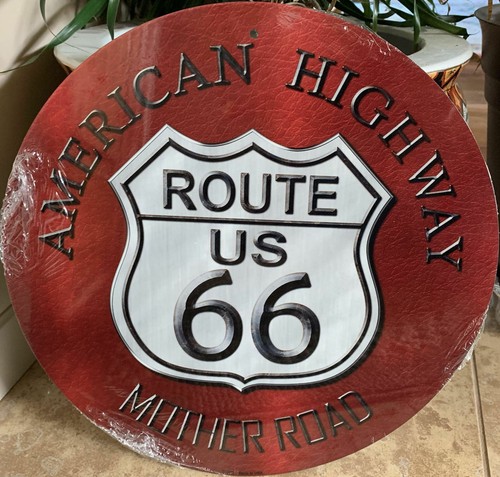 AMERICAN HIGHWAY
ROUTE
US
66
MOTHER ROAD